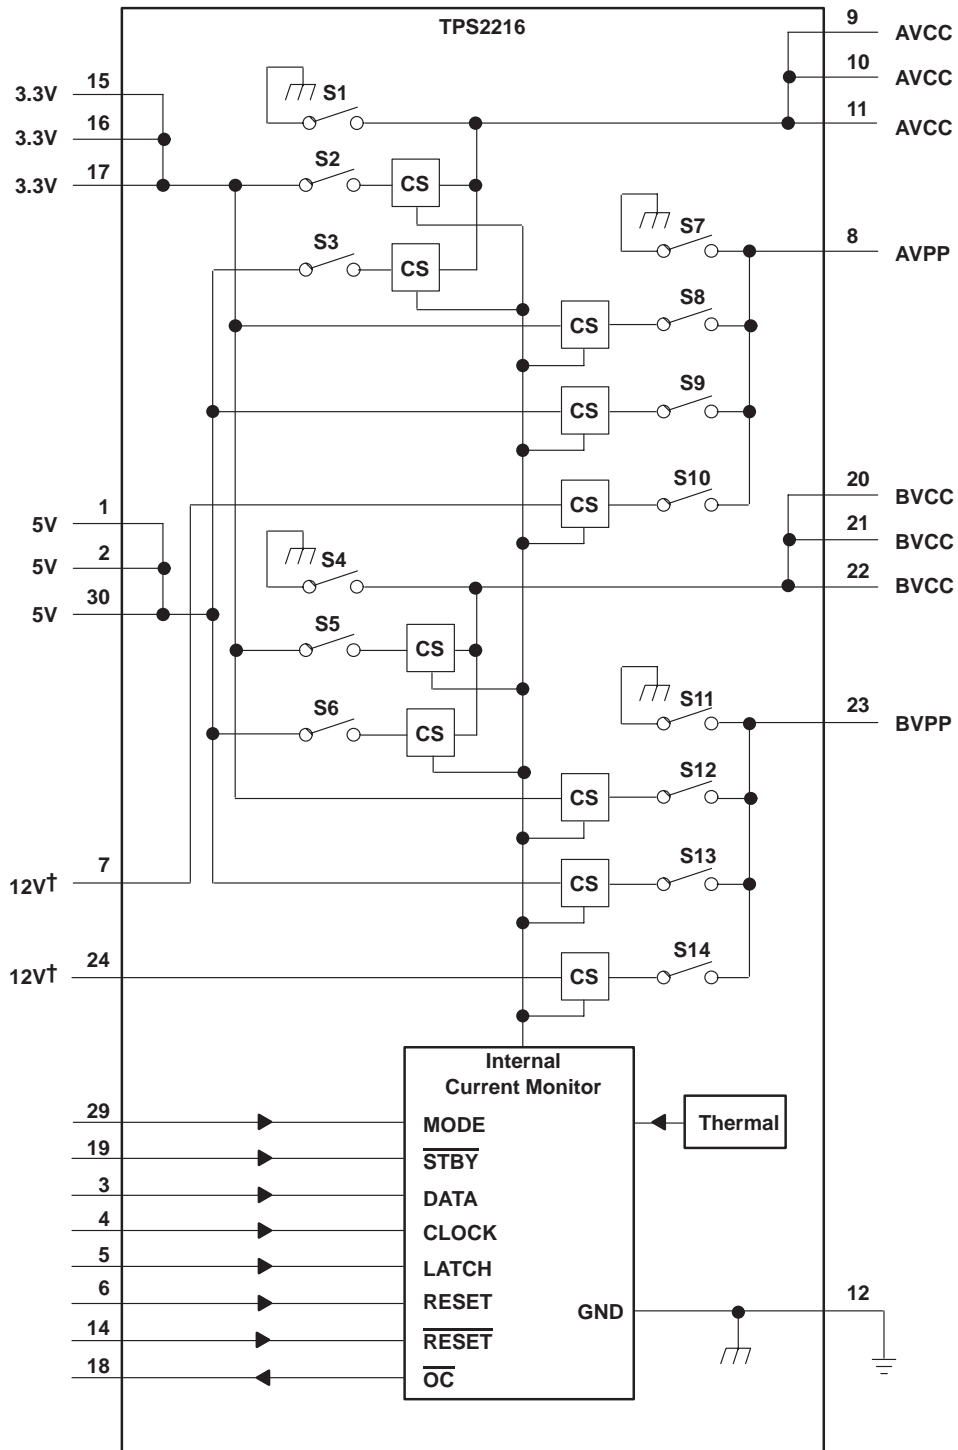 TPS2216
9
AVCC
10
AVCC
11
AVCC
15
3.3V
16
3.3V
17
3.3V
S1
S2
CS
S3
CS
S7
8
AVPP
CS
S8
CS
S9
CS
S10
1
5V
2
5V
30
5V
20
BVCC
21
BVCC
22
BVCC
S4
S5
CS
S6
CS
S11
23
BVPP
CS
S12
CS
S13
CS
S14
7
12V†
24
12V†
Internal
Current Monitor
Thermal
29
MODE
19
STBY
3
DATA
4
CLOCK
5
LATCH
6
RESET
14
RESET
18
OC
GND
12